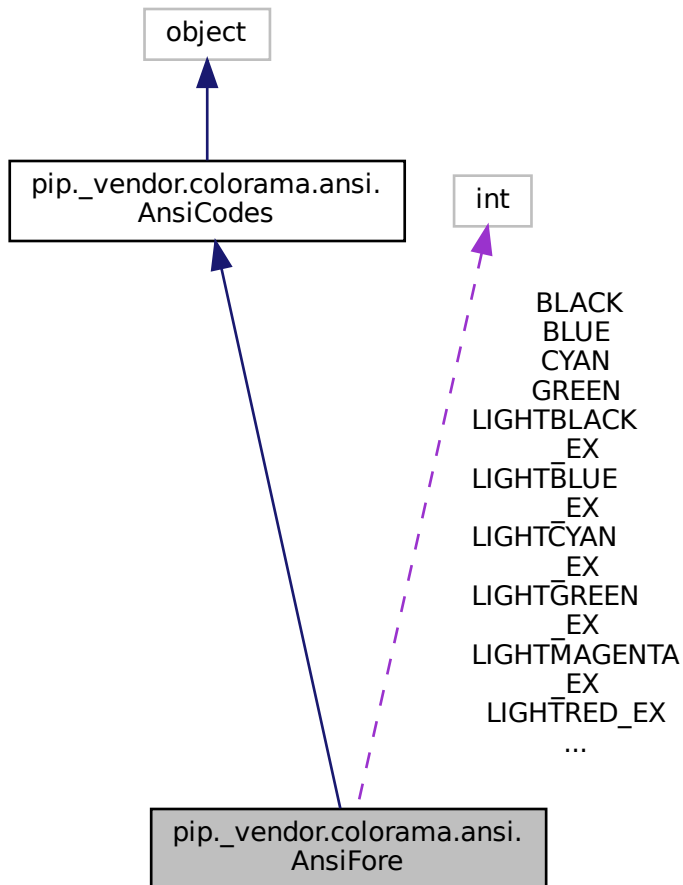 object
pip._vendor.colorama.ansi.
AnsiCodes
int
BLACK
BLUE
CYAN
GREEN
LIGHTBLACK
_EX
LIGHTBLUE
_EX
LIGHTCYAN
_EX
LIGHTGREEN
_EX
LIGHTMAGENTA
_EX
LIGHTRED_EX
...
pip._vendor.colorama.ansi.
AnsiFore